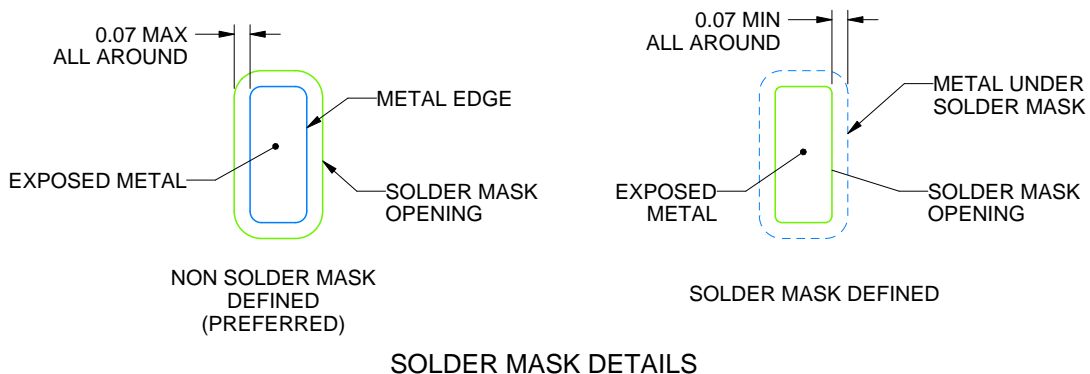 0.07 MAX
ALL AROUND
METAL EDGE
EXPOSED METAL
SOLDER MASK
OPENING
NON SOLDER MASK
DEFINED
(PREFERRED)
0.07 MIN
ALL AROUND
METAL UNDER
SOLDER MASK
EXPOSED
METAL
SOLDER MASK
OPENING
SOLDER MASK DEFINED
SOLDER MASK DETAILS